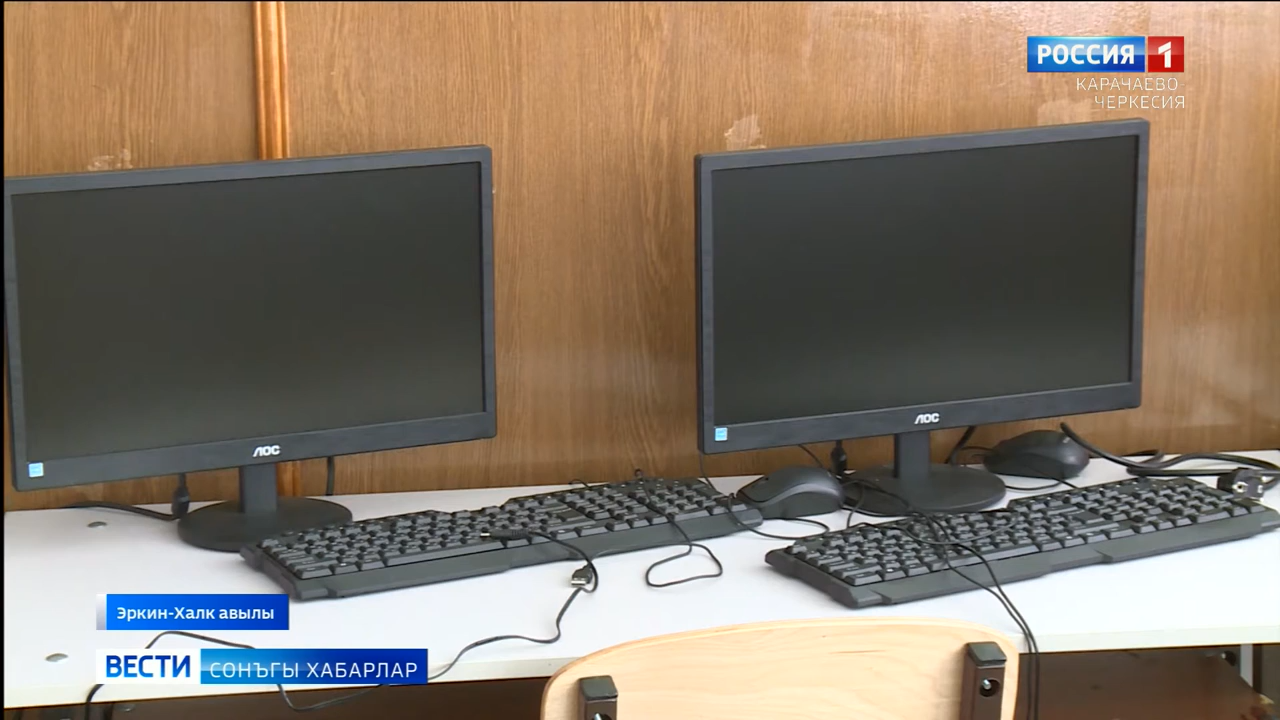 РОССИЯ 1
КАРАЧАЕВО-
ЧЕРКЕСИЯ
AOC
AOC
Эркин-Халк авылы
ВЕСТИ СОНЪГЫ ХАБАРЛАР